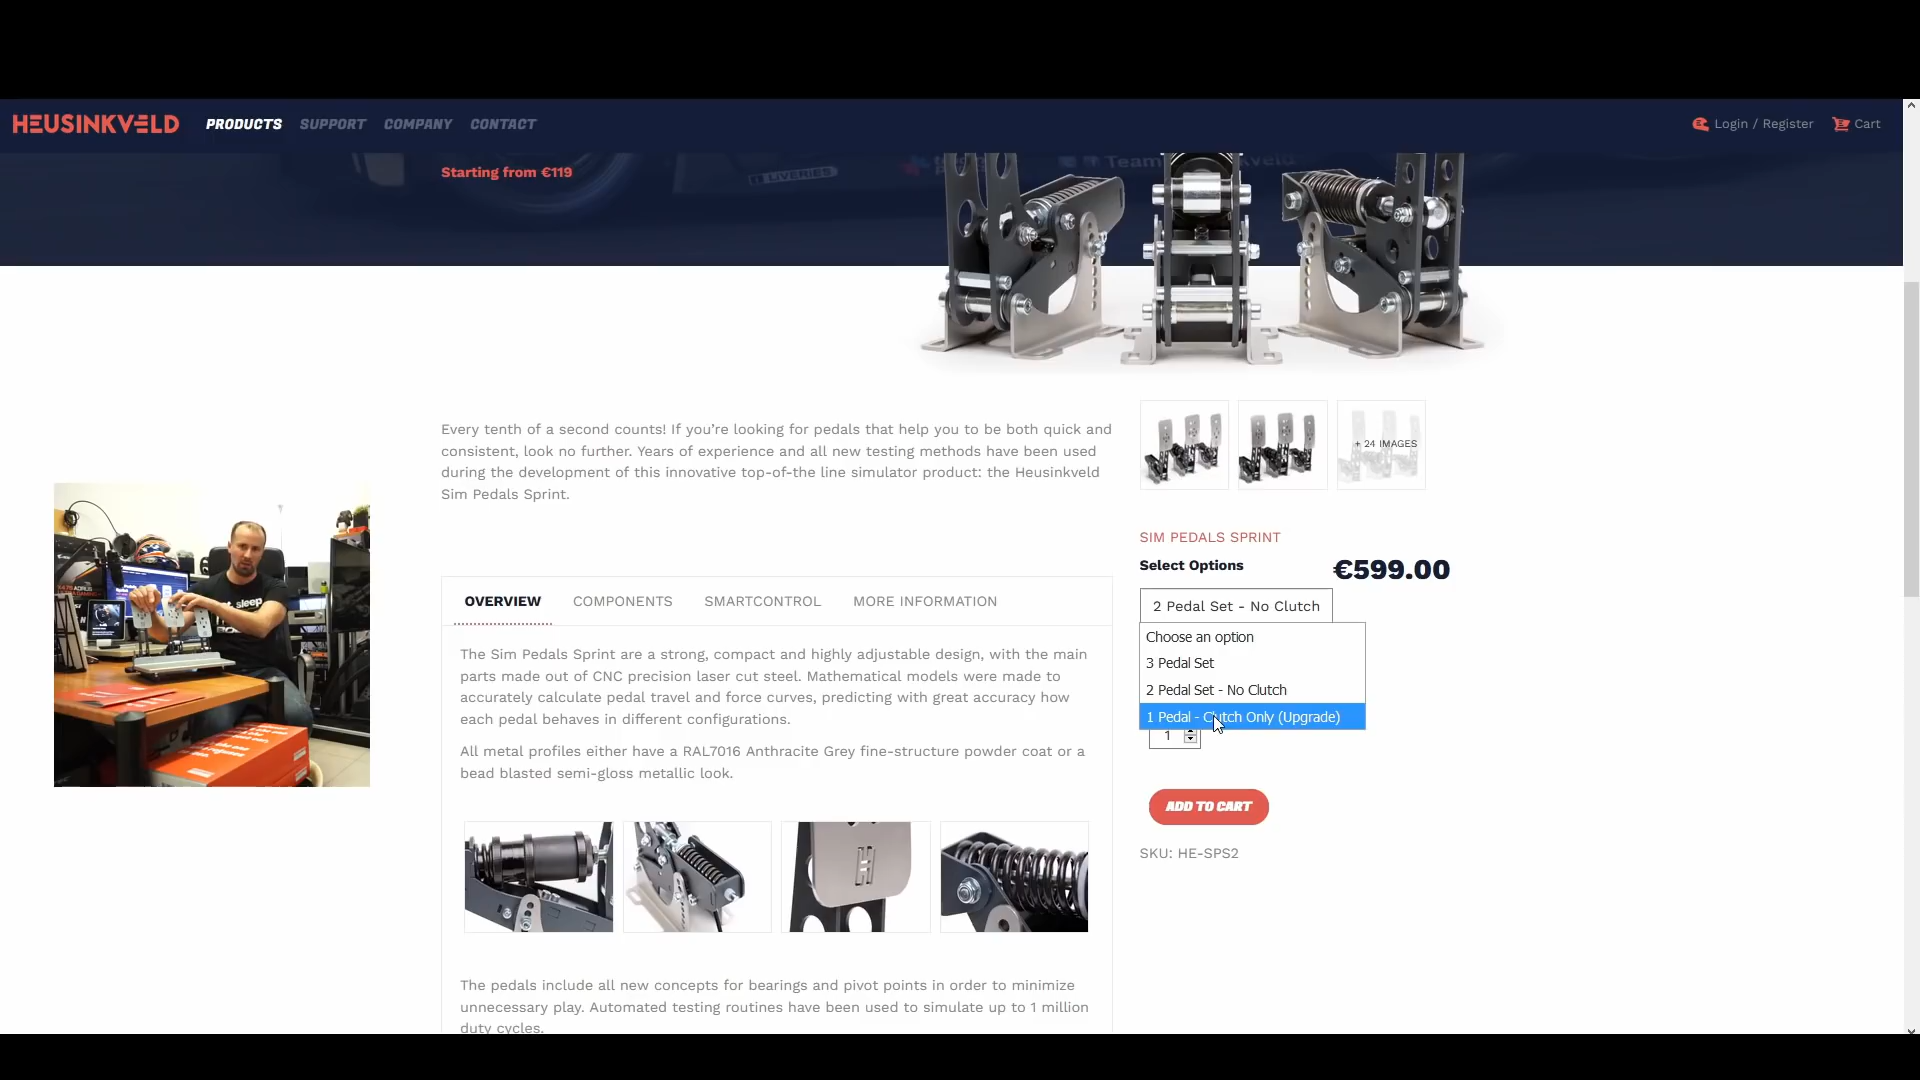 HEUSINKVELD
PRODUCTS
SUPPORT
COMPANY
CONTACT
Login / Register
Cart
Starting from €119
LIVERIES
Team
Every tenth of a second counts! If you’re looking for pedals that help you to be both quick and
consistent, look no further. Years of experience and all new testing methods have been used
during the development of this innovative top-of-the line simulator product: the Heusinkveld
Sim Pedals Sprint.
+ 24 IMAGES
SIM PEDALS SPRINT
Select Options
€599.00
2 Pedal Set - No Clutch
Choose an option
3 Pedal Set
2 Pedal Set - No Clutch
1 Pedal - Clutch Only (Upgrade)
1
ADD TO CART
SKU: HE-SPS2
OVERVIEW
COMPONENTS
SMARTCONTROL
MORE INFORMATION
The Sim Pedals Sprint are a strong, compact and highly adjustable design, with the main
parts made out of CNC precision laser cut steel. Mathematical models were made to
accurately calculate pedal travel and force curves, predicting with great accuracy how
each pedal behaves in different configurations.
All metal profiles either have a RAL7016 Anthracite Grey fine-structure powder coat or a
bead blasted semi-gloss metallic look.
The pedals include all new concepts for bearings and pivot points in order to minimize
unnecessary play. Automated testing routines have been used to simulate up to 1 million
duty cycles.